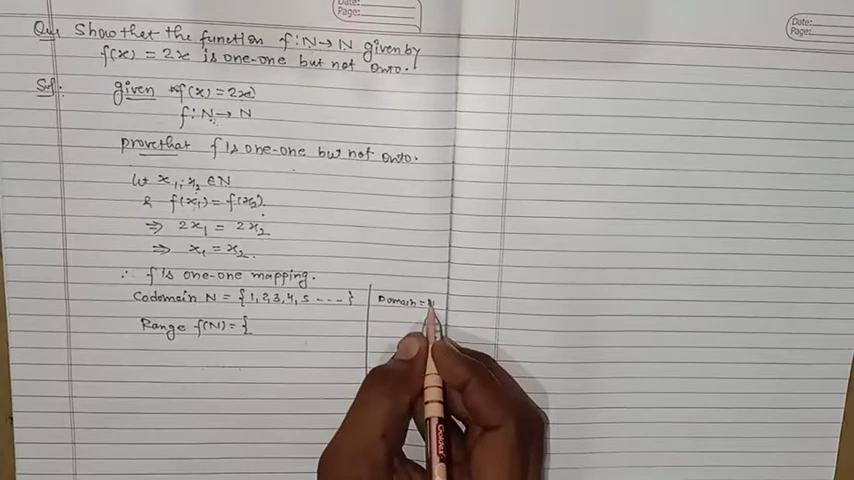 Date:
Page:
Date:
Page:
Que Show that the function f:N→N given by
f(x) = 2x is one-one but not onto.
Sol:
given f(x) = 2x
f:N→N
prove that f is one-one but not onto.
let x₁, x₂ ∈ N
& f(x₁) = f(x₂).
⇒ 2x₁ = 2x₂
⇒ x₁ = x₂.
∴ f is one-one mapping.
Codomain N = {1,2,3,4,5 --- }
Domain = N
Range f(N) = {
Goldex